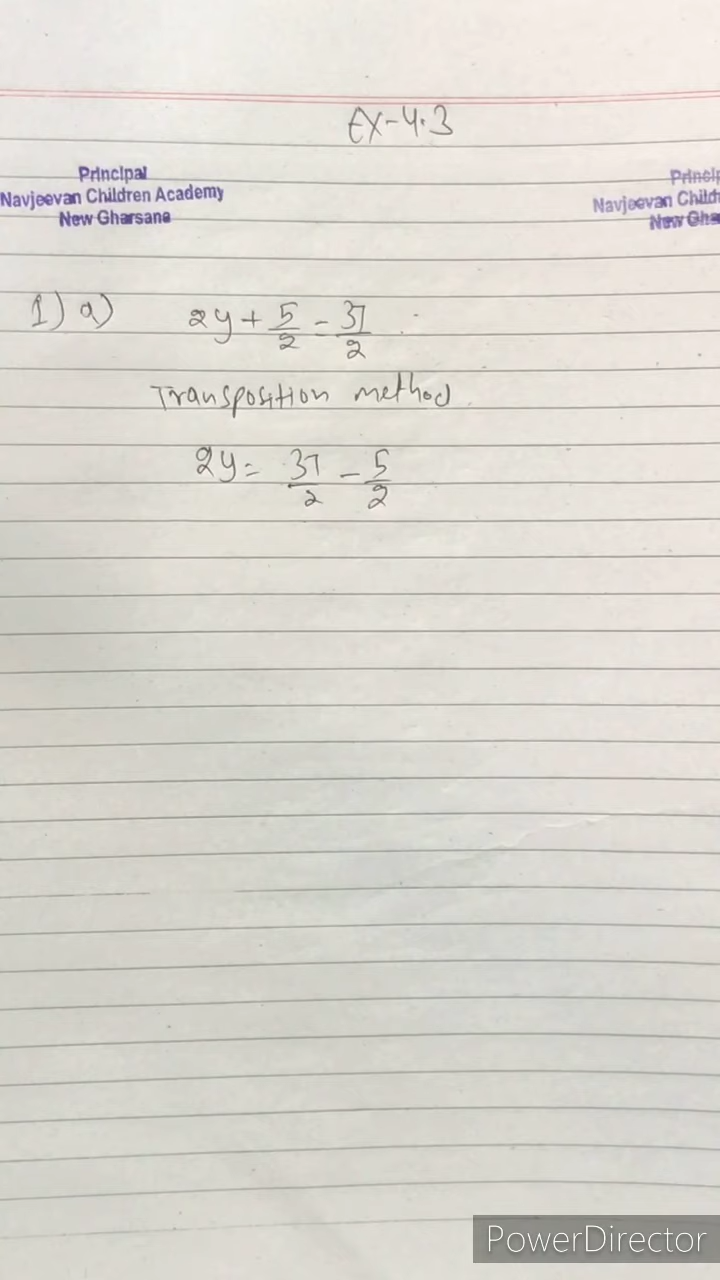 Ex-4.3
Principal
Navjeevan Children Academy
New Gharsana
Princip
Navjeevan Child
New Gha
1) a) 2y + 5/2 = 37/2
Transposition method
2y = 37/2 - 5/2
PowerDirector